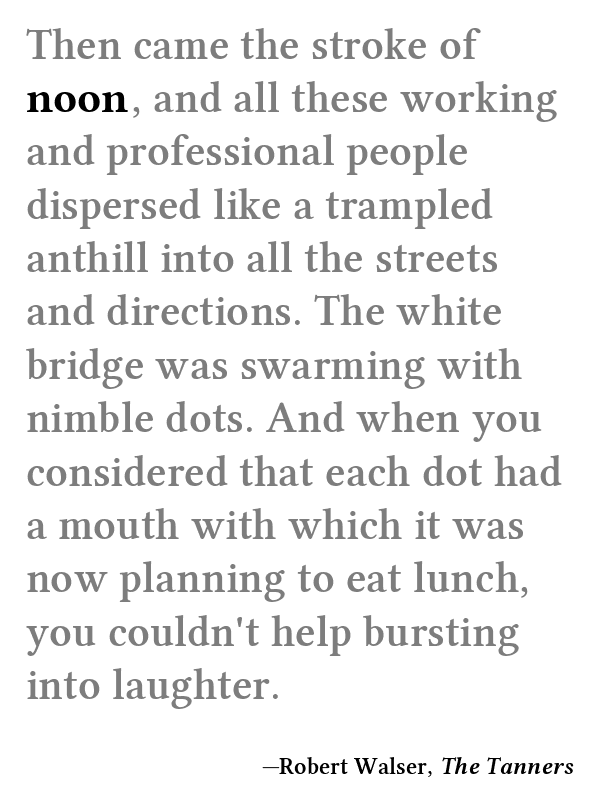 Then came the stroke of
noon, and all these working
and professional people
dispersed like a trampled
anthill into all the streets
and directions. The white
bridge was swarming with
nimble dots. And when you
considered that each dot had
a mouth with which it was
now planning to eat lunch,
you couldn't help bursting
into laughter.
—Robert Walser, The Tanners